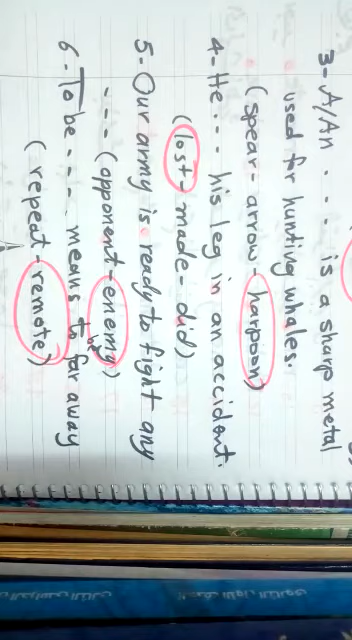 3- A/An . . . is a sharp metal
used for hunting whales.
(spear - arrow - harpoon)
4- He . . . his leg in an accident.
(lost - made - did)
5- Our army is ready to fight any
. . . (opponent - enemy)
6- To be . . . means to be far away
(repeat - remote)